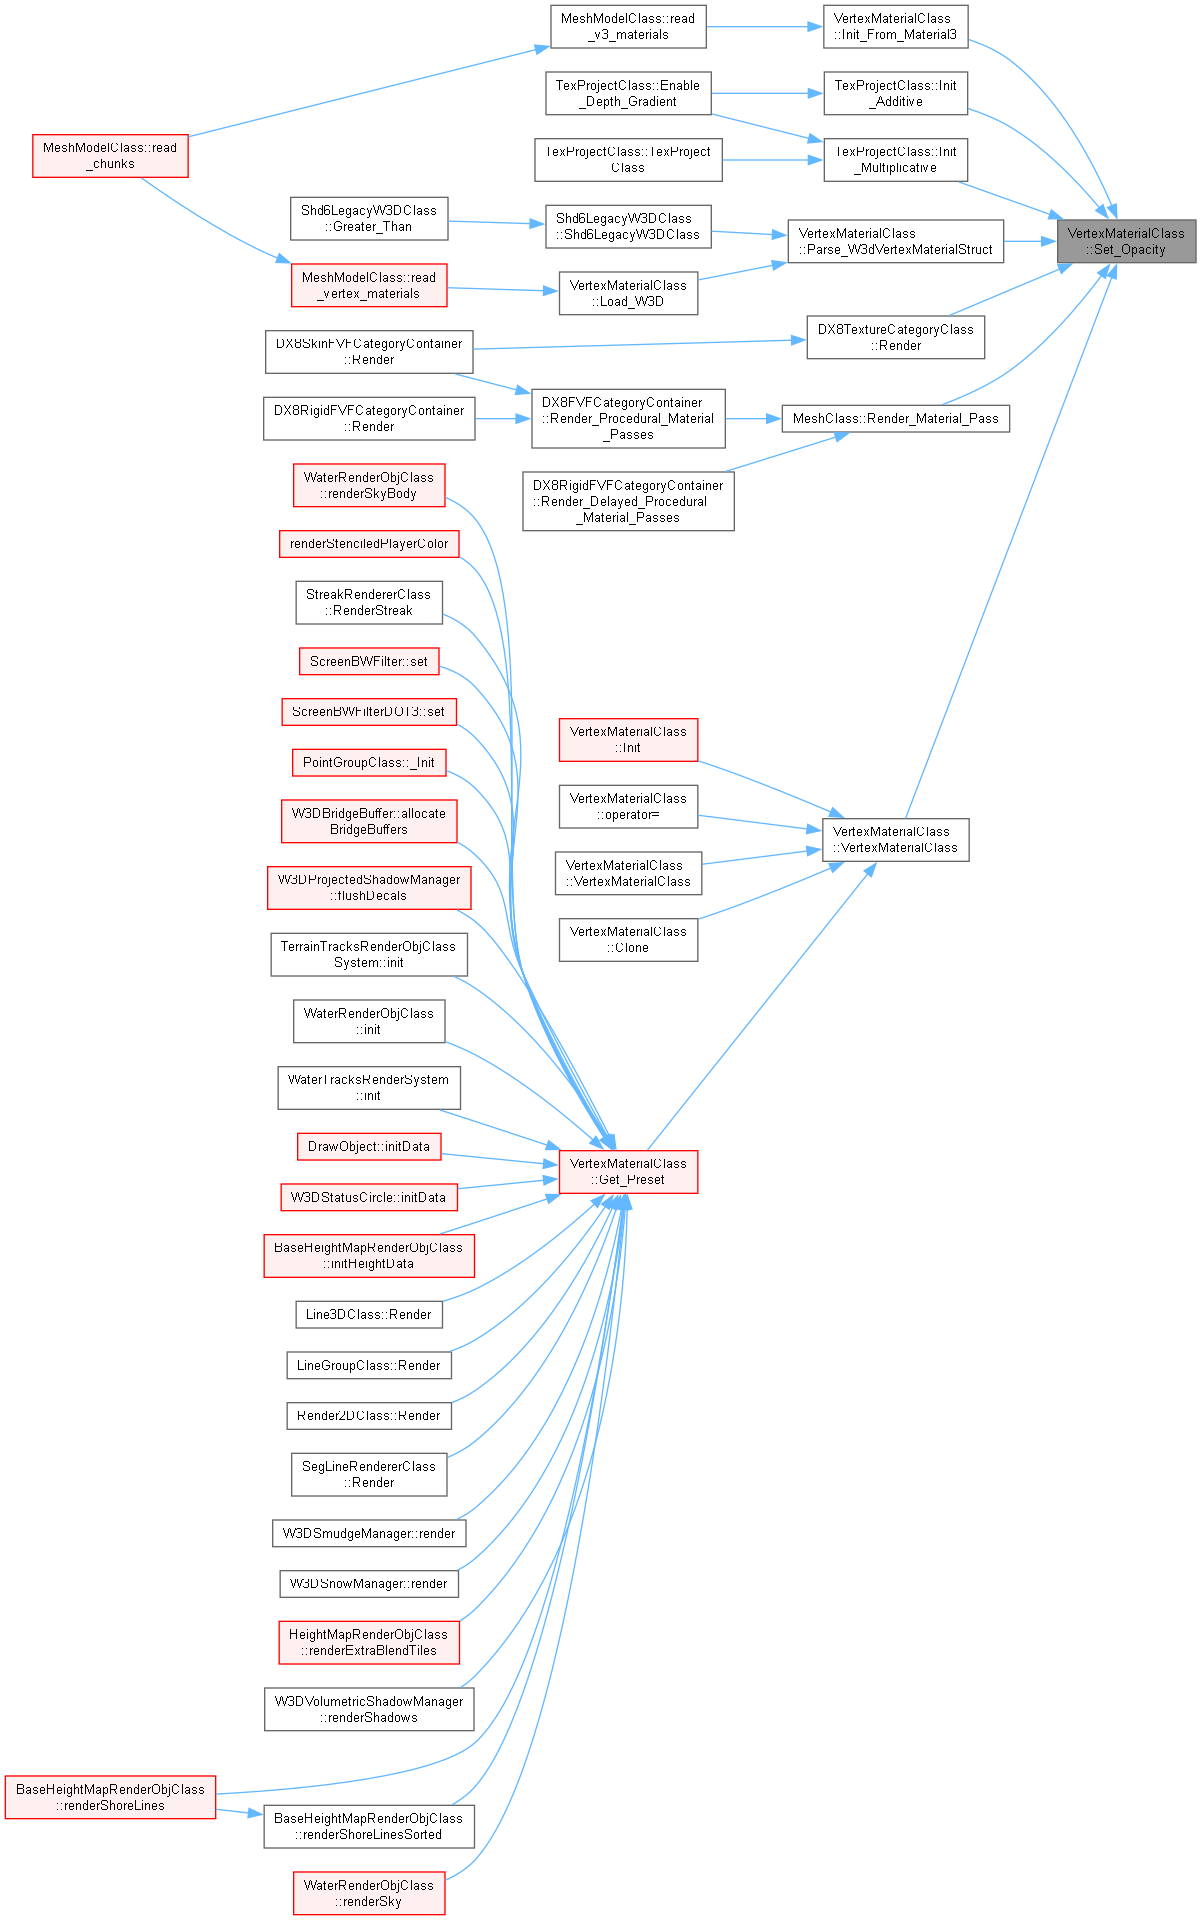 MeshModelClass::read
_v3_materials
VertexMaterialClass
::Init_From_Material3
TexProjectClass::Enable
_Depth_Gradient
TexProjectClass::Init
_Additive
MeshModelClass::read
_chunks
TexProjectClass::TexProject
Class
TexProjectClass::Init
_Multiplicative
Shd6LegacyW3DClass
::Greater_Than
Shd6LegacyW3DClass
::Shd6LegacyW3DClass
VertexMaterialClass
::Parse_W3dVertexMaterialStruct
VertexMaterialClass
::Set_Opacity
MeshModelClass::read
_vertex_materials
VertexMaterialClass
::Load_W3D
DX8SkinFVFCategoryContainer
::Render
DX8TextureCategoryClass
::Render
DX8RigidFVFCategoryContainer
::Render
DX8FVFCategoryContainer
::Render_Procedural_Material
_Passes
MeshClass::Render_Material_Pass
WaterRenderObjClass
::renderSkyBody
DX8RigidFVFCategoryContainer
::Render_Delayed_Procedural
_Material_Passes
renderStenciledPlayerColor
StreakRendererClass
::RenderStreak
ScreenBWFilter::set
ScreenBWFilterDOT3::set
VertexMaterialClass
::Init
PointGroupClass::_Init
VertexMaterialClass
::operator=
W3DBridgeBuffer::allocate
BridgeBuffers
VertexMaterialClass
::VertexMaterialClass
VertexMaterialClass
::VertexMaterialClass
W3DProjectedShadowManager
::flushDecals
VertexMaterialClass
::Clone
TerrainTracksRenderObjClass
System::init
WaterRenderObjClass
::init
WaterTracksRenderSystem
::init
DrawObject::initData
VertexMaterialClass
::Get_Preset
W3DStatusCircle::initData
BaseHeightMapRenderObjClass
::initHeightData
Line3DClass::Render
LineGroupClass::Render
Render2DClass::Render
SegLineRendererClass
::Render
W3DSmudgeManager::render
W3DSnowManager::render
HeightMapRenderObjClass
::renderExtraBlendTiles
W3DVolumetricShadowManager
::renderShadows
BaseHeightMapRenderObjClass
::renderShoreLines
BaseHeightMapRenderObjClass
::renderShoreLinesSorted
WaterRenderObjClass
::renderSky